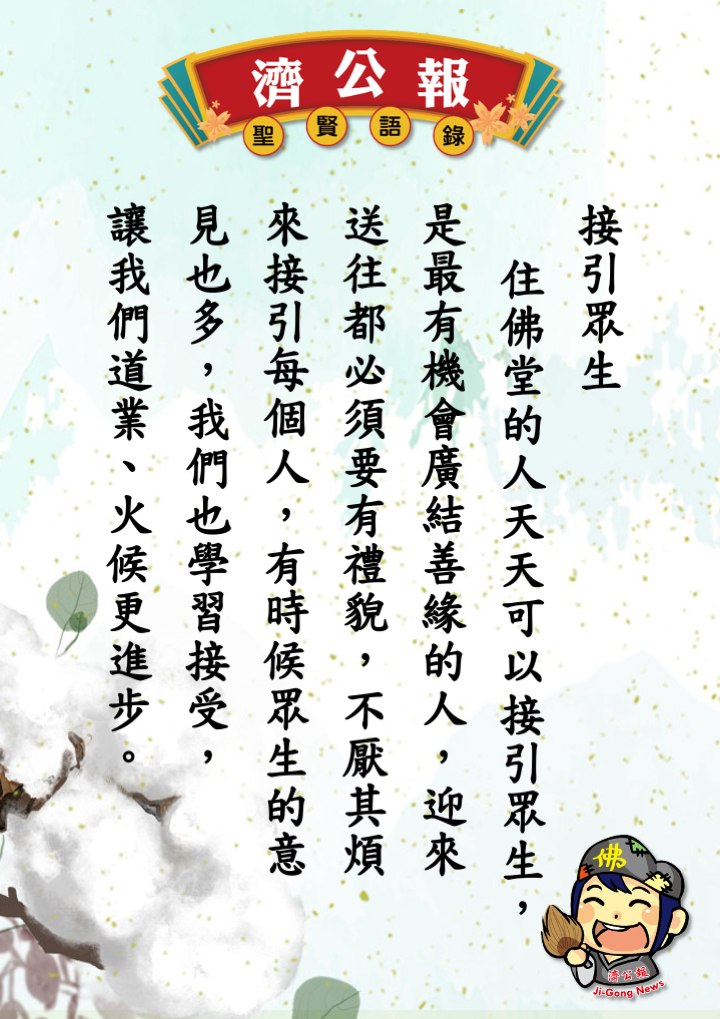 濟公報
聖賢語錄
接引眾生
住佛堂的人天天可以接引眾生，
是最有機會廣結善緣的人，迎來
送往都必須要有禮貌，不厭其煩
來接引每個人，有時候眾生的意
見也多，我們也學習接受，
讓我們道業、火候更進步。
佛
濟公報
Ji-Gong News